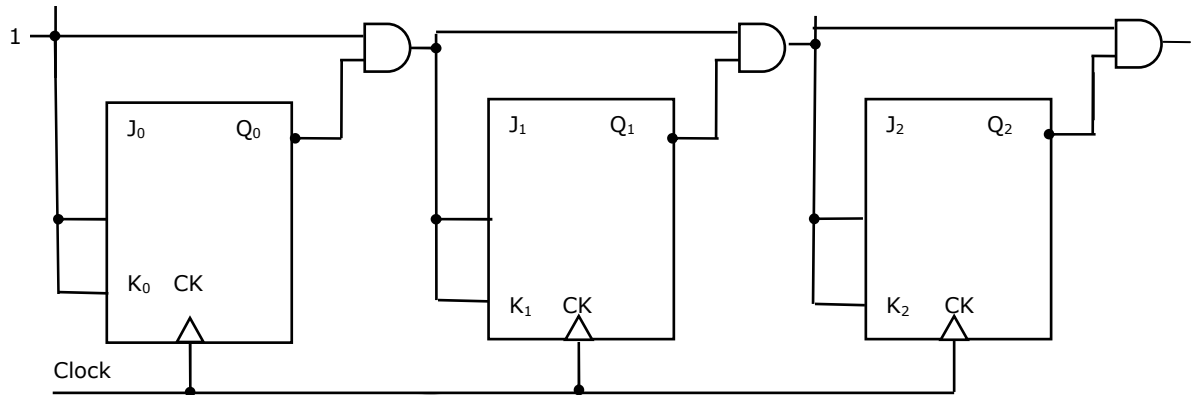 1
J₀ Q₀ J₁ Q₁ J₂ Q₂
K₀ CK K₁ CK K₂ CK
Clock